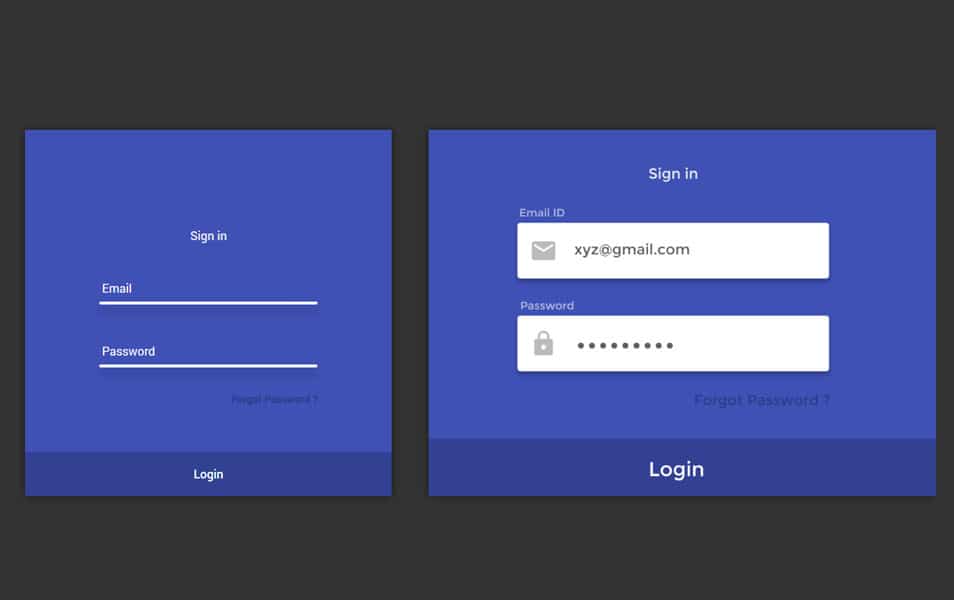 Sign in
Email
Password
Forgot Password ?
Login
Sign in
Email ID
xyz@gmail.com
Password
•••••••••
Forgot Password ?
Login